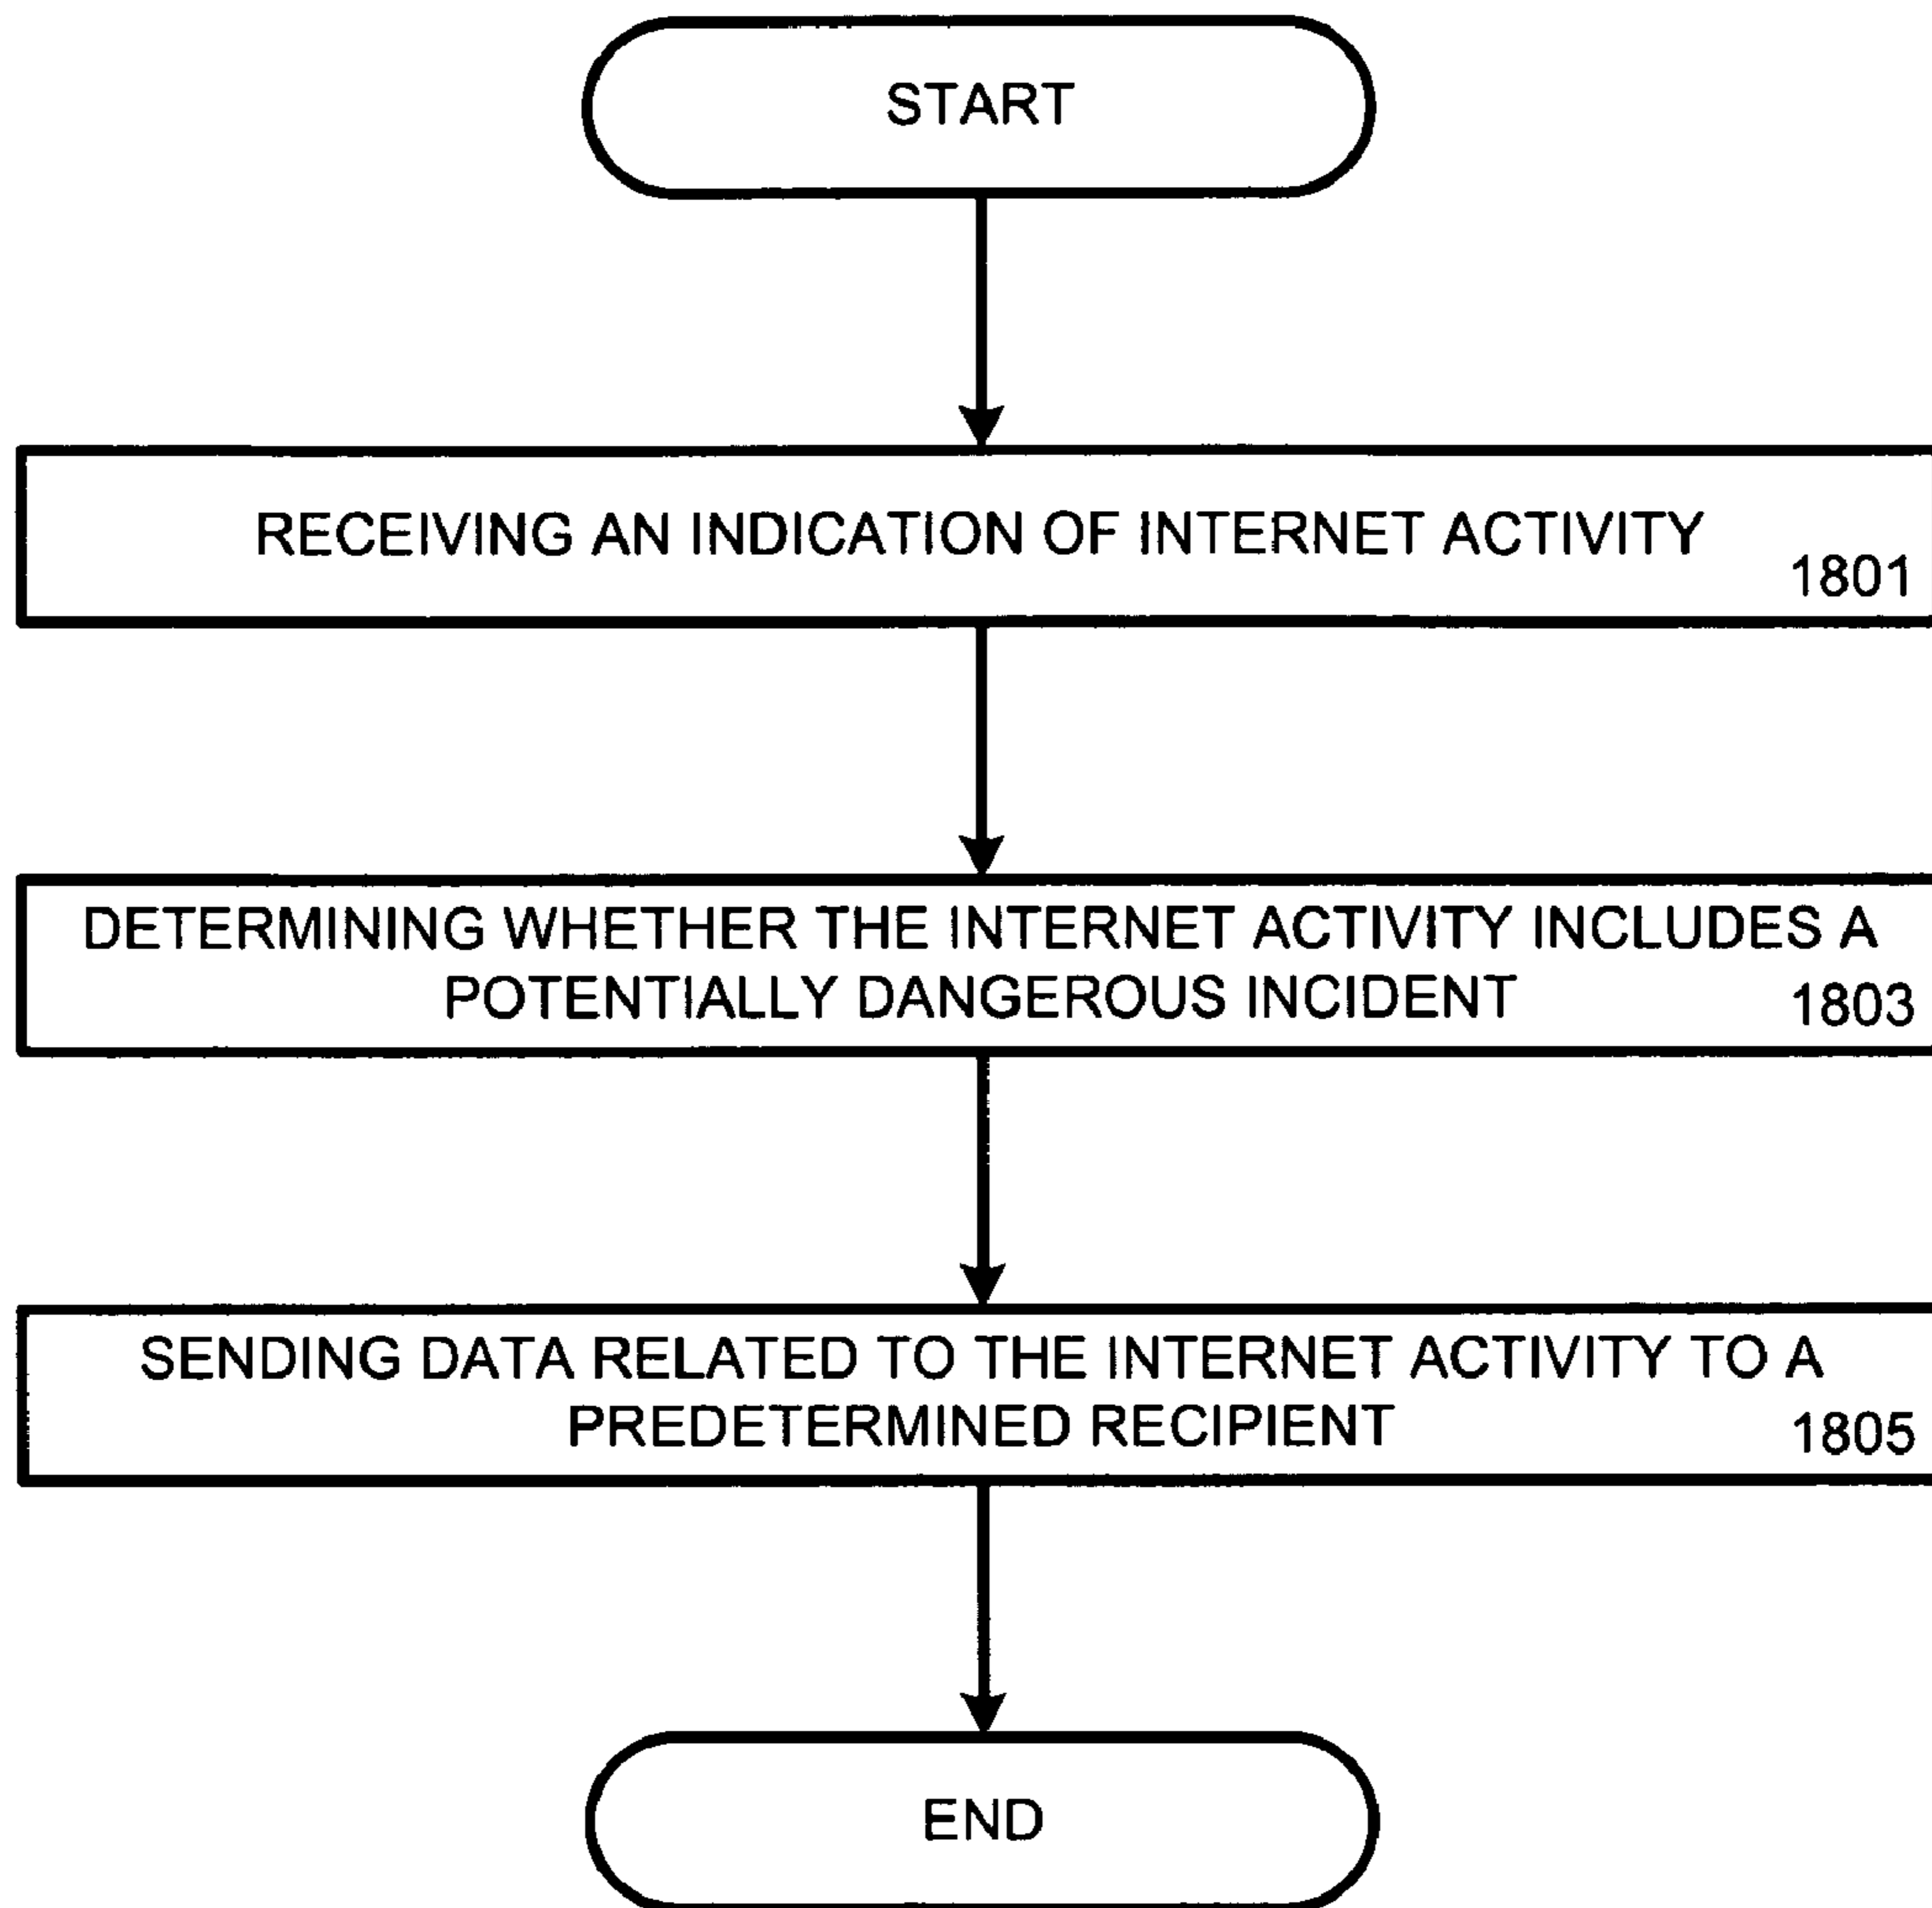 START
RECEIVING AN INDICATION OF INTERNET ACTIVITY
1801
DETERMINING WHETHER THE INTERNET ACTIVITY INCLUDES A
POTENTIALLY DANGEROUS INCIDENT
1803
SENDING DATA RELATED TO THE INTERNET ACTIVITY TO A
PREDETERMINED RECIPIENT
1805
END